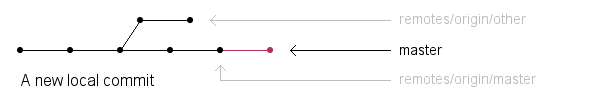 remotes/origin/other
master
remotes/origin/master
A new local commit